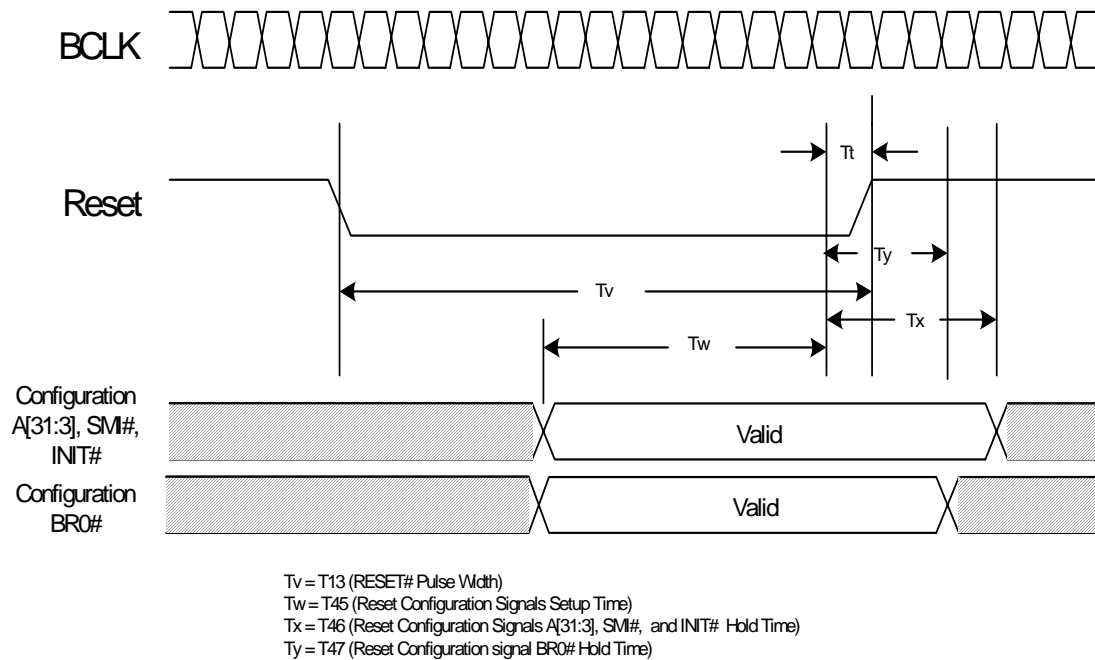 BCLK
Tt
Reset
Ty
Tv
Tx
Tw
Configuration
A[31:3], SMI#,
INIT#
Valid
Configuration
BR0#
Valid
Tv = T13 (RESET# Pulse Width)
Tw = T45 (Reset Configuration Signals Setup Time)
Tx = T46 (Reset Configuration Signals A[31:3], SMI#, and INIT# Hold Time)
Ty = T47 (Reset Configuration signal BR0# Hold Time)